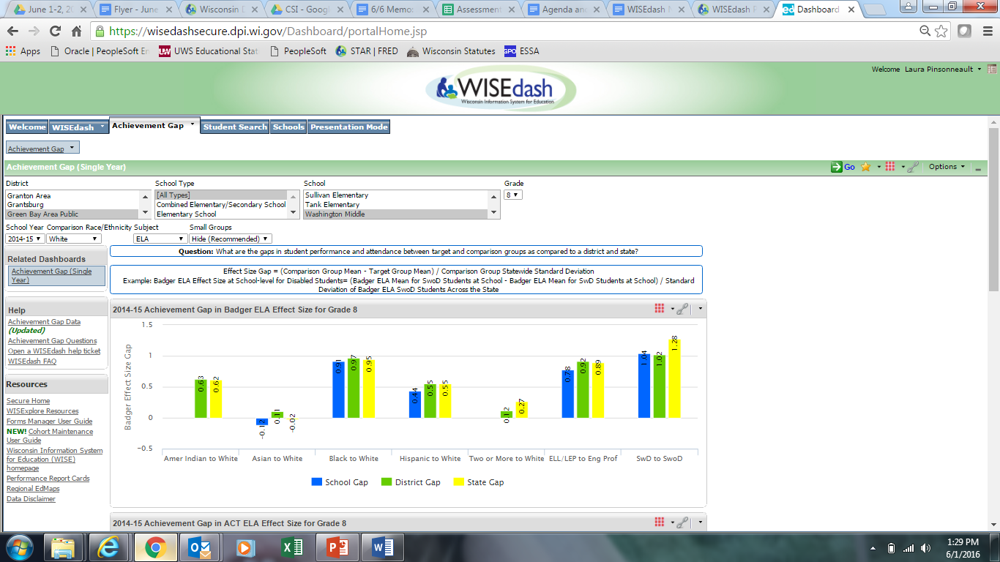 June 1-2, 20
Flyer - June
Wisconsin D
CSI - Googl
6/6 Memos
Assessment
Agenda and
WISEdash M
WISEdash P
Dashboard
https://wisedashsecure.dpi.wi.gov/Dashboard/portalHome.jsp
Apps
Oracle | PeopleSoft En
UWS Educational Stat
PeopleSoft
STAR | FRED
Wisconsin Statutes
GPO
ESSA
Welcome Laura Pinsonneault
WISEdash
Wisconsin Information System for Education
Welcome
WISEdash
Achievement Gap
Student Search
Schools
Presentation Mode
Achievement Gap
Achievement Gap (Single Year)
Go
Options
District
School Type
School
Grade
Granton Area
Grantsburg
Green Bay Area Public
[All Types]
Combined Elementary/Secondary School
Elementary School
Sullivan Elementary
Tank Elementary
Washington Middle
8
School Year Comparison Race/Ethnicity Subject Small Groups
2014-15
White
ELA
Hide (Recommended)
Related Dashboards
Achievement Gap (Single
Year)
Question: What are the gaps in student performance and attendance between target and comparison groups as compared to a district and state?
Effect Size Gap = (Comparison Group Mean - Target Group Mean) / Comparison Group Statewide Standard Deviation
Example: Badger ELA Effect Size at School-level for Disabled Students= (Badger ELA Mean for SwoD Students at School - Badger ELA Mean for SwD Students at School) / Standard
Deviation of Badger ELA SwoD Students Across the State
Help
Achievement Gap Data
(Updated)
Achievement Gap Questions
Open a WISEdash help ticket
WISEdash FAQ
Resources
Secure Home
WISExplore Resources
Forms Manager User Guide
NEW! Cohort Maintenance
User Guide
Wisconsin Information System
for Education (WISE)
homepage
Performance Report Cards
Regional EdMaps
Data Disclaimer
2014-15 Achievement Gap in Badger ELA Effect Size for Grade 8
Badger Effect Size Gap
1.5
1
0.5
0
−0.5
0.63
0.62
-0.12
0.11
-0.02
0.91
0.97
0.95
0.44
0.55
0.55
0.12
0.27
0.78
0.92
0.89
1.04
1.02
1.28
Amer Indian to White
Asian to White
Black to White
Hispanic to White
Two or More to White
ELL/LEP to Eng Prof
SwD to SwoD
School Gap
District Gap
State Gap
2014-15 Achievement Gap in ACT ELA Effect Size for Grade 8
1:29 PM
6/1/2016